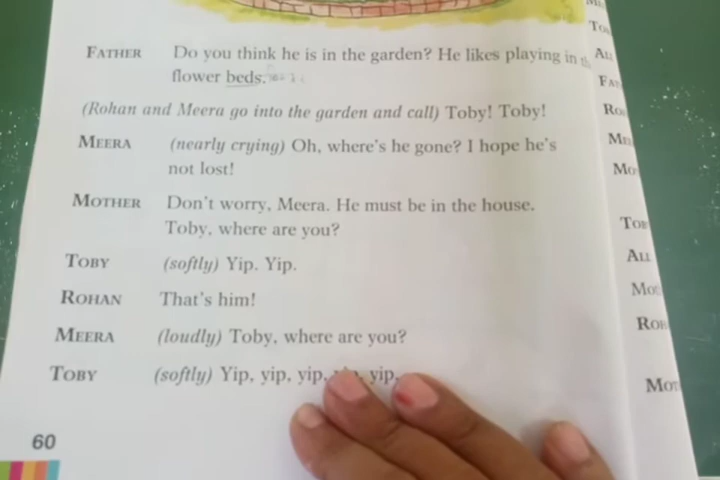 FATHER Do you think he is in the garden? He likes playing in
flower beds.
(Rohan and Meera go into the garden and call) Toby! Toby!
MEERA (nearly crying) Oh, where's he gone? I hope he's
not lost!
MOTHER Don't worry, Meera. He must be in the house.
Toby, where are you?
TOBY (softly) Yip. Yip.
ROHAN That's him!
MEERA (loudly) Toby, where are you?
TOBY (softly) Yip, yip, yip, yip,
60
ALL